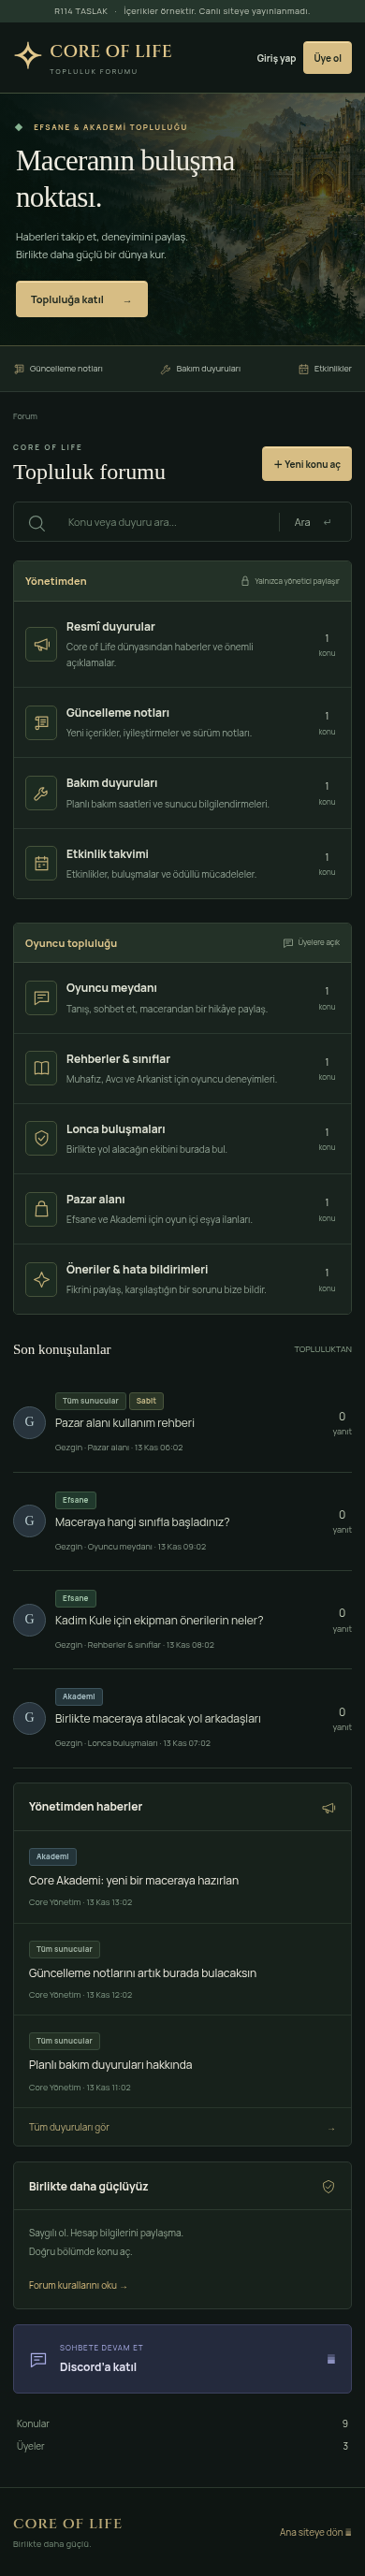 R114 TASLAK · İçerikler örnektir. Canlı siteye yayınlanmadı.
CORE OF LIFE
TOPLULUK FORUMU
Giriş yap
Üye ol
EFSANE & AKADEMİ TOPLULUĞU
Maceranın buluşma
noktası.
Haberleri takip et, deneyimini paylaş.
Birlikte daha güçlü bir dünya kur.
Topluluğa katıl →
Güncelleme notları
Bakım duyuruları
Etkinlikler
Forum
CORE OF LIFE
Topluluk forumu
+ Yeni konu aç
Konu veya duyuru ara...
Ara ↵
Yönetimden
Yalnızca yönetici paylaşır
Resmî duyurular
Core of Life dünyasından haberler ve önemli
açıklamalar.
1
konu
Güncelleme notları
Yeni içerikler, iyileştirmeler ve sürüm notları.
1
konu
Bakım duyuruları
Planlı bakım saatleri ve sunucu bilgilendirmeleri.
1
konu
Etkinlik takvimi
Etkinlikler, buluşmalar ve ödüllü mücadeleler.
1
konu
Oyuncu topluluğu
Üyelere açık
Oyuncu meydanı
Tanış, sohbet et, macerandan bir hikâye paylaş.
1
konu
Rehberler & sınıflar
Muhafız, Avcı ve Arkanist için oyuncu deneyimleri.
1
konu
Lonca buluşmaları
Birlikte yol alacağın ekibini burada bul.
1
konu
Pazar alanı
Efsane ve Akademi için oyun içi eşya ilanları.
1
konu
Öneriler & hata bildirimleri
Fikrini paylaş, karşılaştığın bir sorunu bize bildir.
1
konu
Son konuşulanlar
TOPLULUKTAN
G
Tüm sunucular
Sabit
Pazar alanı kullanım rehberi
Gezgin · Pazar alanı · 13 Kas 06:02
0
yanıt
G
Efsane
Maceraya hangi sınıfla başladınız?
Gezgin · Oyuncu meydanı · 13 Kas 09:02
0
yanıt
G
Efsane
Kadim Kule için ekipman önerilerin neler?
Gezgin · Rehberler & sınıflar · 13 Kas 08:02
0
yanıt
G
Akademi
Birlikte maceraya atılacak yol arkadaşları
Gezgin · Lonca buluşmaları · 13 Kas 07:02
0
yanıt
Yönetimden haberler
Akademi
Core Akademi: yeni bir maceraya hazırlan
Core Yönetim · 13 Kas 13:02
Tüm sunucular
Güncelleme notlarını artık burada bulacaksın
Core Yönetim · 13 Kas 12:02
Tüm sunucular
Planlı bakım duyuruları hakkında
Core Yönetim · 13 Kas 11:02
Tüm duyuruları gör →
Birlikte daha güçlüyüz
Saygılı ol. Hesap bilgilerini paylaşma.
Doğru bölümde konu aç.
Forum kurallarını oku →
SOHBETE DEVAM ET
Discord'a katıl
Konular 9
Üyeler 3
CORE OF LIFE
Birlikte daha güçlü.
Ana siteye dön